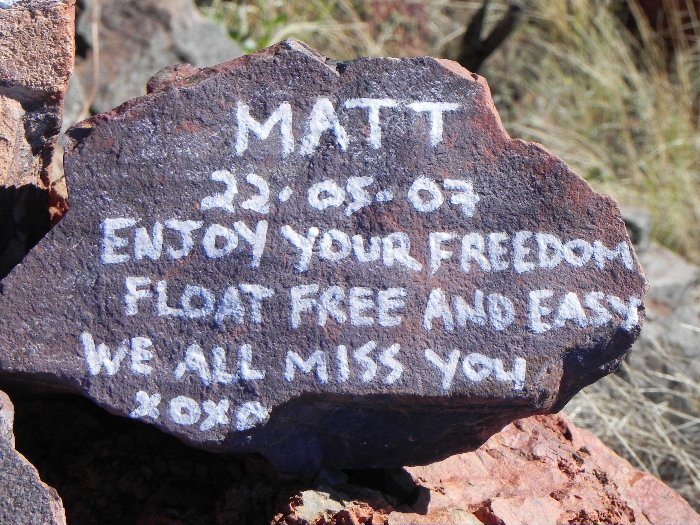 MATT
22.05.07
ENJOY YOUR FREEDOM
FLOAT FREE AND EASY
WE ALL MISS YOU
XOXO